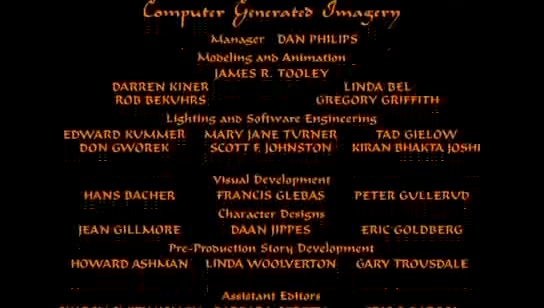 Computer Generated Imagery
Manager DAN PHILIPS
Modeling and Animation
JAMES R. TOOLEY
DARREN KINER LINDA BEL
ROB BEKUHRS GREGORY GRIFFITH
Lighting and Software Engineering
EDWARD KUMMER MARY JANE TURNER TAD GIELOW
DON GWOREK SCOTT F. JOHNSTON KIRAN BHAKTA JOSHI
Visual Development
HANS BACHER FRANCIS GLEBAS PETER GULLERUD
Character Designs
JEAN GILLMORE DAAN JIPPES ERIC GOLDBERG
Pre-Production Story Development
HOWARD ASHMAN LINDA WOOLVERTON GARY TROUSDALE
Assistant Editors